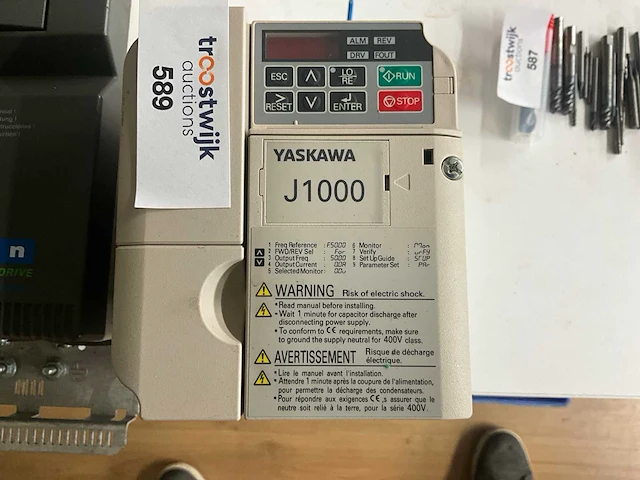 troostwijk
auctions
589
troostwijk
auctions
587
ALM REV
DRV FOUT
ESC
LO
RE
RUN
RESET
ENTER
STOP
YASKAWA
J1000
1 Freq Reference : F5000 6 Monitor :
2 FWD/REV Sel : For 7 Verify :
3 Output Freq : 5000 8 Set Up Guide :
4 Output Current : 9 Parameter Set :
5 Selected Monitor:
WARNING Risk of electric shock.
• Read manual before installing.
• Wait 1 minute for capacitor discharge after
disconnecting power supply.
• To conform to CE requirements, make sure
to ground the supply neutral for 400V class.
AVERTISSEMENT Risque de décharge
électrique.
• Lire le manuel avant l'installation.
• Attendre 1 minute après la coupure de l'alimentation,
pour permettre la décharge des condensateurs.
• Pour répondre aux exigences CE, s assurer que le
neutre soit relié à la terre, pour la série 400V.
n
DRIVE